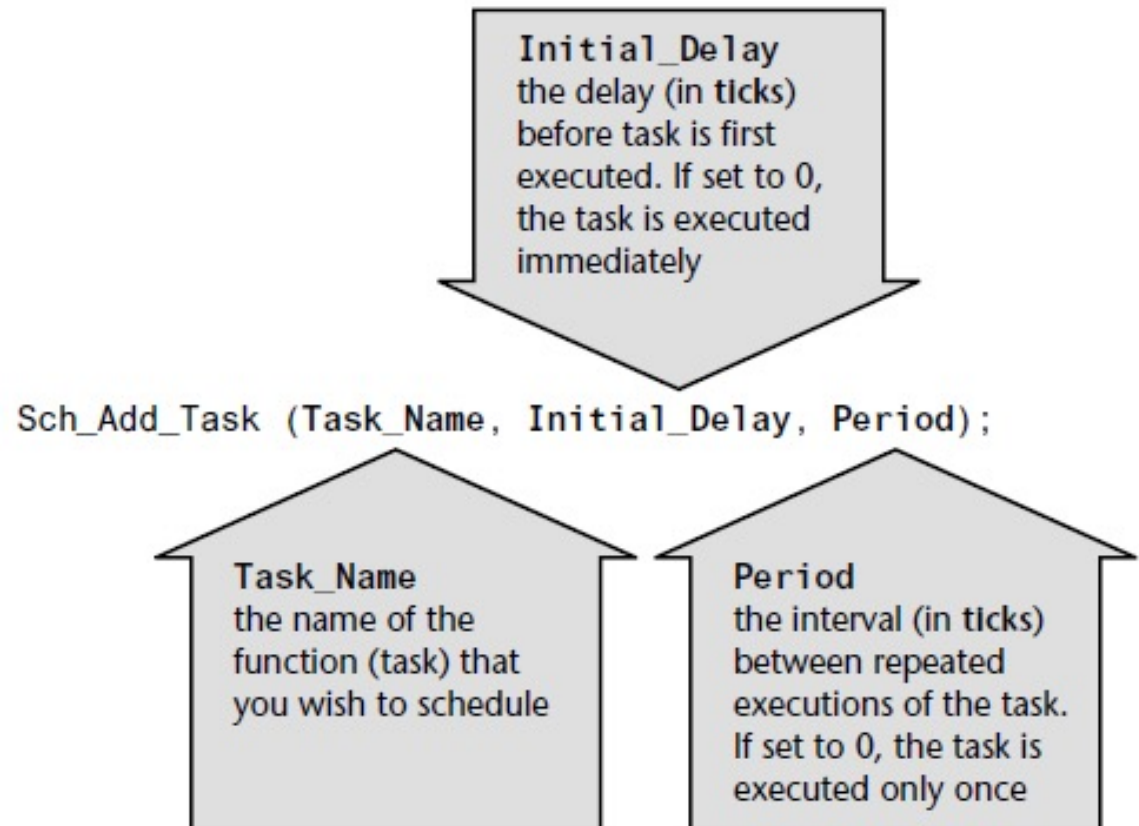 Initial_Delay
the delay (in ticks)
before task is first
executed. If set to 0,
the task is executed
immediately
Sch_Add_Task (Task_Name, Initial_Delay, Period);
Task_Name
the name of the
function (task) that
you wish to schedule
Period
the interval (in ticks)
between repeated
executions of the task.
If set to 0, the task is
executed only once